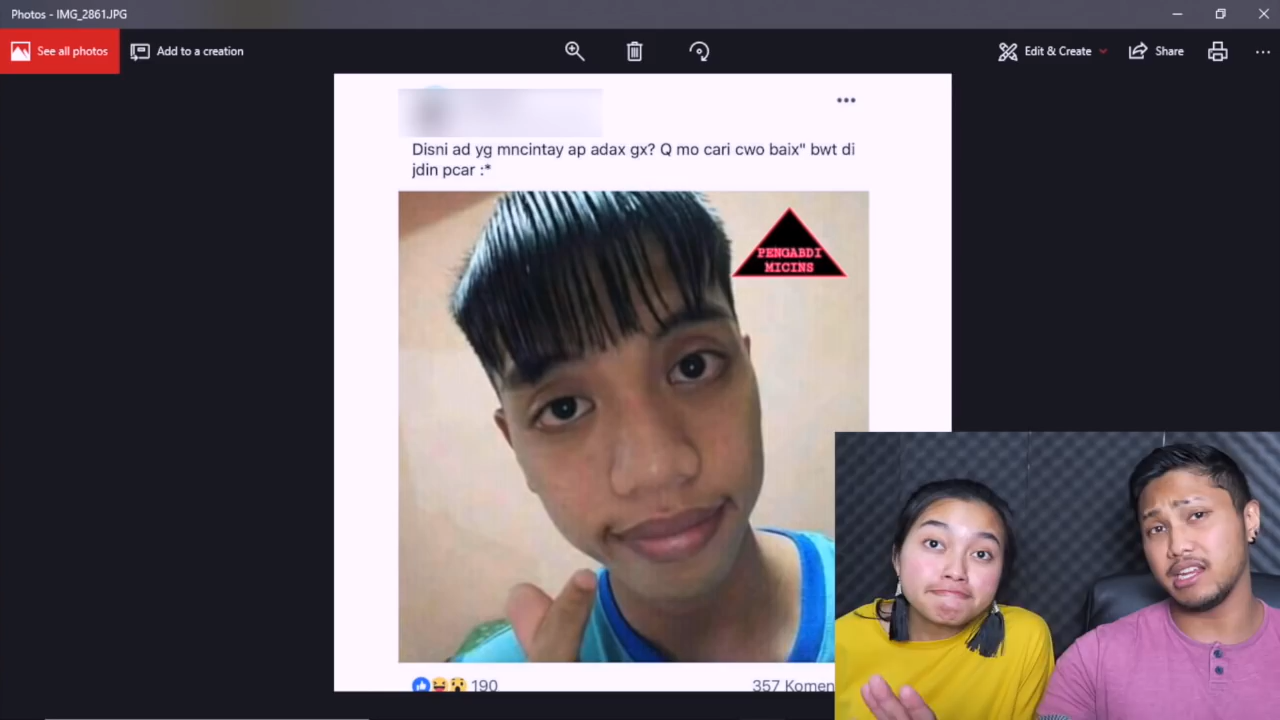 Photos - IMG_2861.JPG
See all photos
Add to a creation
Edit & Create
Share
Disni ad yg mncintay ap adax gx? Q mo cari cwo baix" bwt di
jdin pcar :*
PENGABDI
MICINS
190
357 Komen